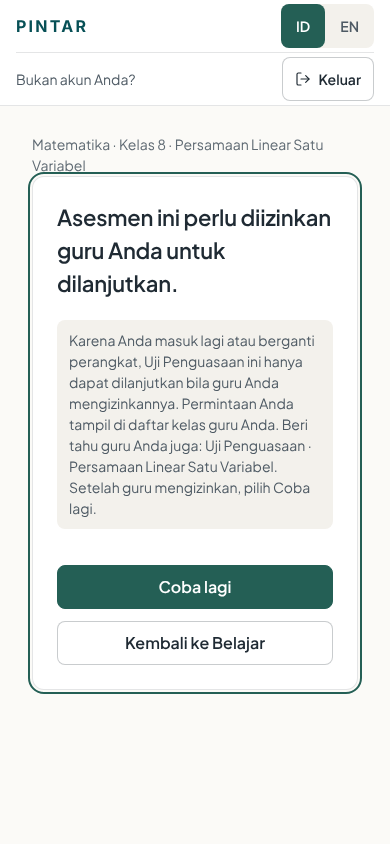 PINTAR
ID
EN
Bukan akun Anda?
Keluar
Matematika · Kelas 8 · Persamaan Linear Satu
Variabel
Asesmen ini perlu diizinkan
guru Anda untuk
dilanjutkan.
Karena Anda masuk lagi atau berganti
perangkat, Uji Penguasaan ini hanya
dapat dilanjutkan bila guru Anda
mengizinkannya. Permintaan Anda
tampil di daftar kelas guru Anda. Beri
tahu guru Anda juga: Uji Penguasaan ·
Persamaan Linear Satu Variabel.
Setelah guru mengizinkan, pilih Coba
lagi.
Coba lagi
Kembali ke Belajar